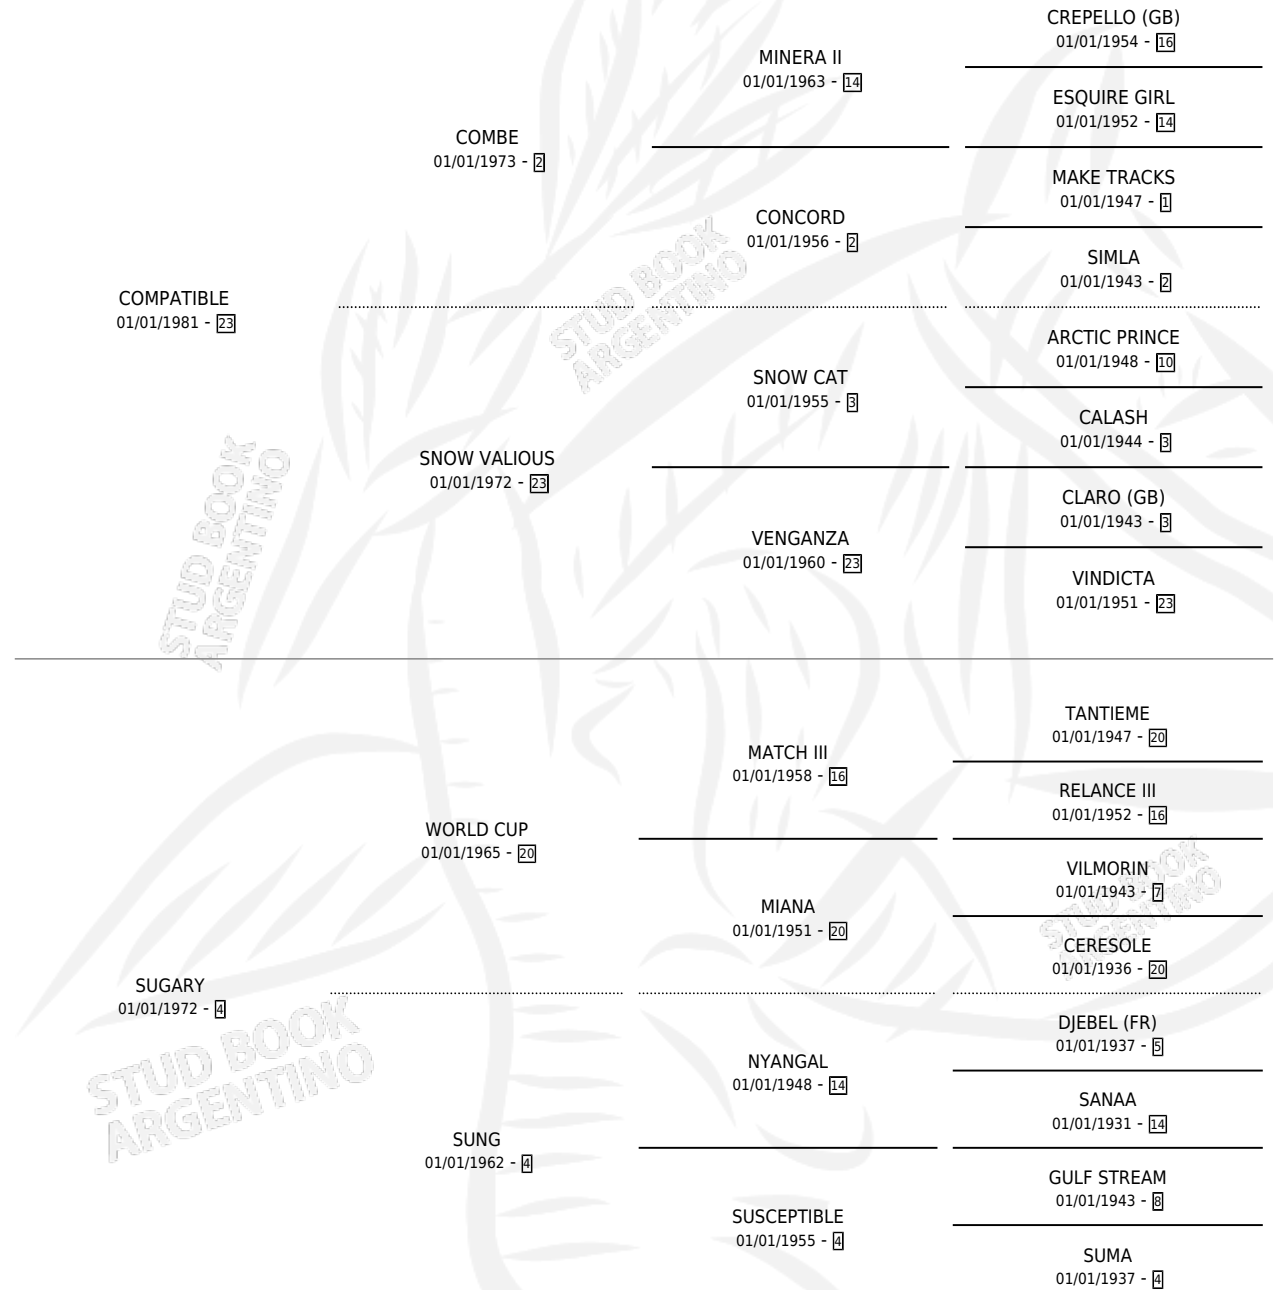 CREPELLO (GB)
01/01/1954 - 16
MINERA II
01/01/1963 - 14
ESQUIRE GIRL
01/01/1952 - 14
COMBE
01/01/1973 - 2
MAKE TRACKS
01/01/1947 - 1
CONCORD
01/01/1956 - 2
SIMLA
01/01/1943 - 2
COMPATIBLE
01/01/1981 - 23
STUD BOOK
ARGENTINO
ARCTIC PRINCE
01/01/1948 - 10
SNOW CAT
01/01/1955 - 3
CALASH
01/01/1944 - 3
SNOW VALIOUS
01/01/1972 - 23
CLARO (GB)
01/01/1943 - 3
VENGANZA
01/01/1960 - 23
VINDICTA
01/01/1951 - 23
STUD BOOK
ARGENTINO
TANTIEME
01/01/1947 - 20
MATCH III
01/01/1958 - 16
RELANCE III
01/01/1952 - 16
WORLD CUP
01/01/1965 - 20
VILMORIN
01/01/1943 - 7
MIANA
01/01/1951 - 20
CERESOLE
01/01/1936 - 20
STUD BOOK
ARGENTINO
SUGARY
01/01/1972 - 4
STUD BOOK
ARGENTINO
DJEBEL (FR)
01/01/1937 - 5
NYANGAL
01/01/1948 - 14
SANAA
01/01/1931 - 14
SUNG
01/01/1962 - 4
GULF STREAM
01/01/1943 - 8
SUSCEPTIBLE
01/01/1955 - 4
SUMA
01/01/1937 - 4